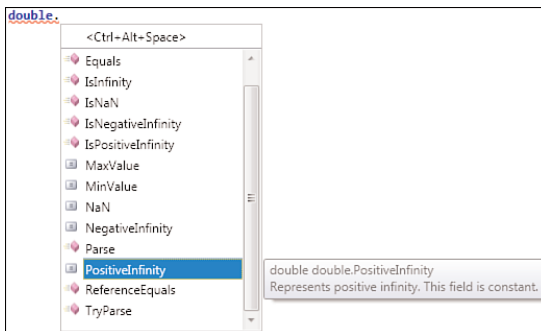 double.
<Ctrl+Alt+Space>
Equals
IsInfinity
IsNaN
IsNegativeInfinity
IsPositiveInfinity
MaxValue
MinValue
NaN
NegativeInfinity
Parse
PositiveInfinity
double double.PositiveInfinity
Represents positive infinity. This field is constant.
ReferenceEquals
TryParse